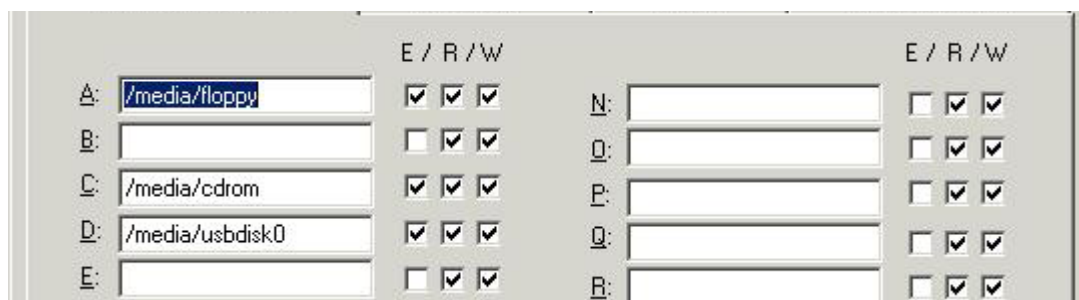 E / R / W E / R / W
A: /media/floppy N:
B: O:
C: /media/cdrom P:
D: /media/usbdisk0 Q:
E: R: